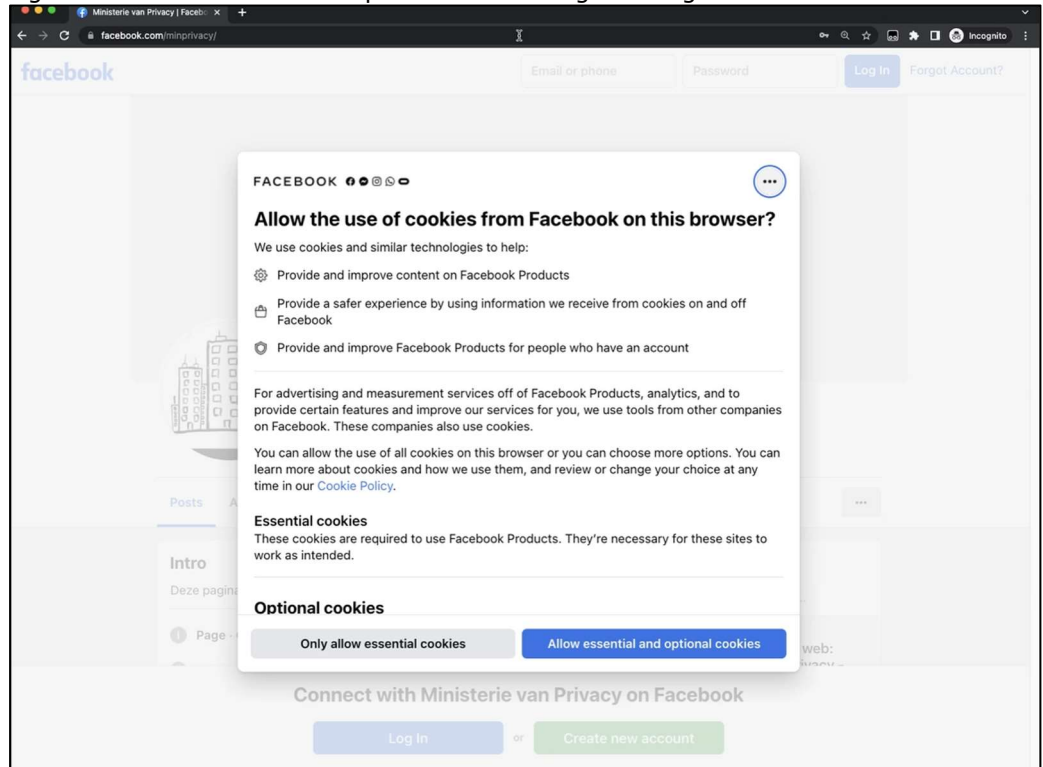 Ministerie van Privacy | Facebo
facebook.com/minprivacy/
Incognito
facebook
Email or phone
Password
Log In
Forgot Account?
FACEBOOK
Allow the use of cookies from Facebook on this browser?
We use cookies and similar technologies to help:
Provide and improve content on Facebook Products
Provide a safer experience by using information we receive from cookies on and off
Facebook
Provide and improve Facebook Products for people who have an account
For advertising and measurement services off of Facebook Products, analytics, and to
provide certain features and improve our services for you, we use tools from other companies
on Facebook. These companies also use cookies.
You can allow the use of all cookies on this browser or you can choose more options. You can
learn more about cookies and how we use them, and review or change your choice at any
time in our Cookie Policy.
Posts A
Essential cookies
These cookies are required to use Facebook Products. They're necessary for these sites to
work as intended.
Intro
Deze pagina
Optional cookies
Page
Only allow essential cookies
Allow essential and optional cookies
web:
Connect with Ministerie van Privacy on Facebook
Log In
or
Create new account